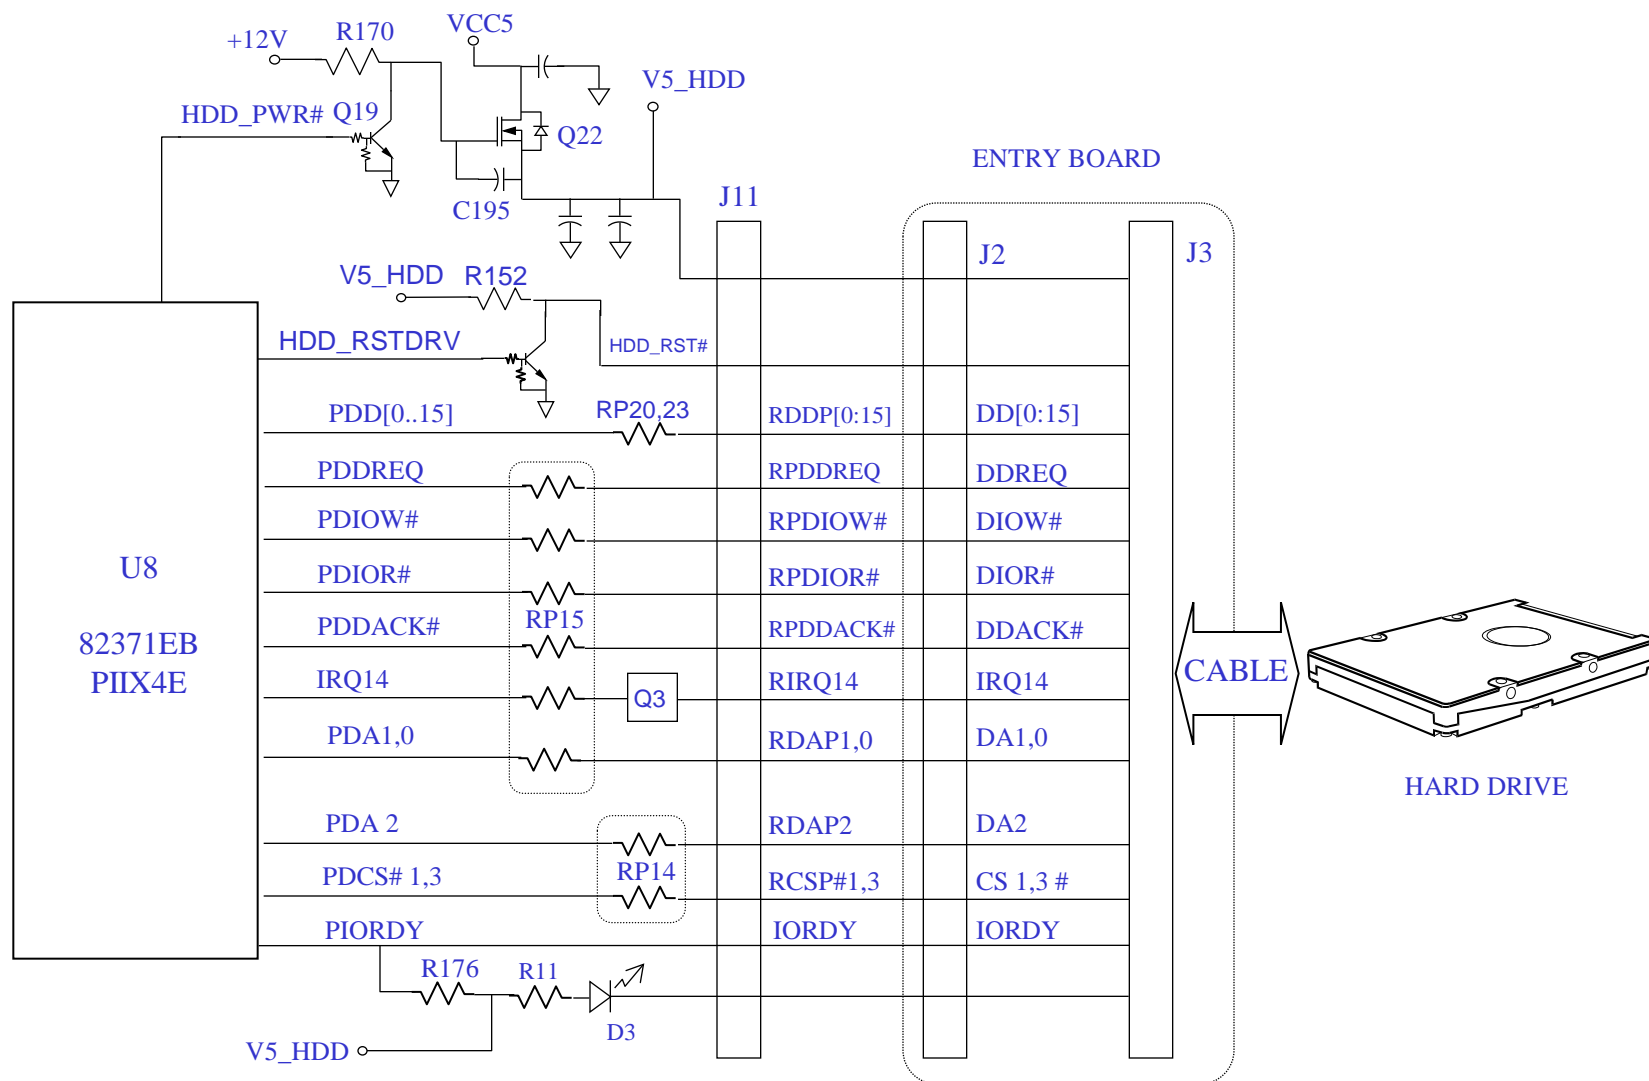 +12V
R170
VCC5
V5_HDD
HDD_PWR# Q19
Q22
C195
ENTRY BOARD
J11
J2
J3
V5_HDD R152
HDD_RSTDRV
HDD_RST#
PDD[0..15]
RP20,23
RDDP[0:15]
DD[0:15]
PDDREQ
RPDDREQ
DDREQ
PDIOW#
RPDIOW#
DIOW#
U8
82371EB
PIIX4E
PDIOR#
RPDIOR#
DIOR#
RP15
PDDACK#
RPDDACK#
DDACK#
IRQ14
Q3
RIRQ14
IRQ14
CABLE
PDA1,0
RDAP1,0
DA1,0
HARD DRIVE
PDA 2
RDAP2
DA2
RP14
PDCS# 1,3
RCSP#1,3
CS 1,3 #
PIORDY
IORDY
IORDY
R176
R11
D3
V5_HDD